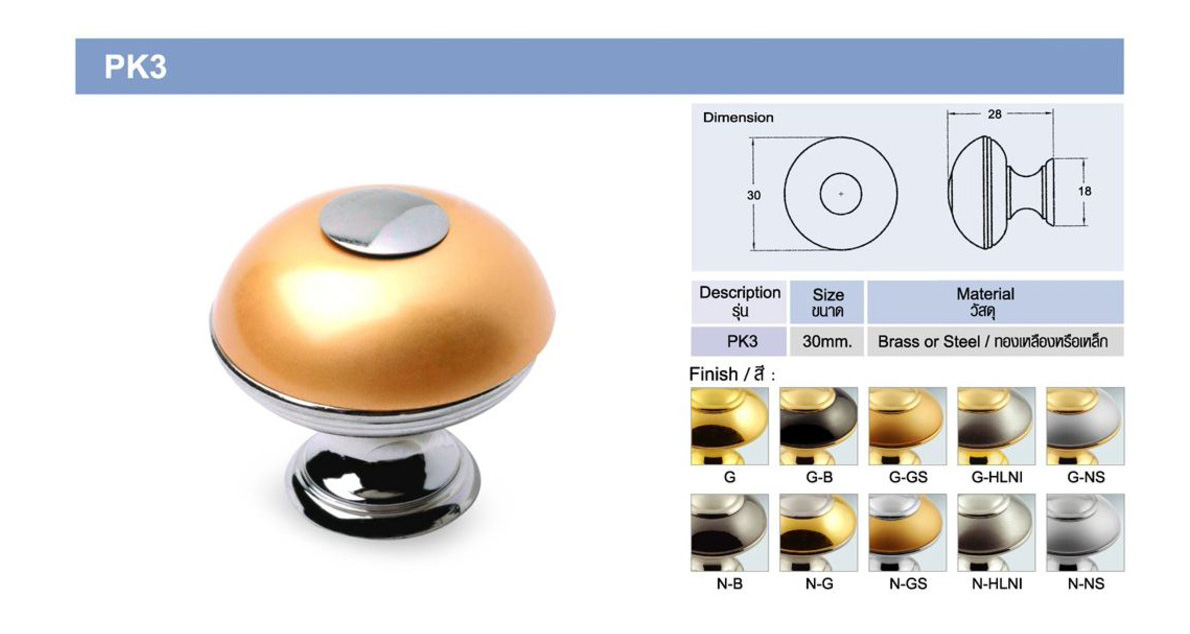 PK3
Dimension
28
30
18
Description
รุ่น
Size
ขนาด
Material
วัสดุ
PK3
30mm.
Brass or Steel / ทองเหลืองหรือเหล็ก
Finish / สี :
G
G-B
G-GS
G-HLNI
G-NS
N-B
N-G
N-GS
N-HLNI
N-NS